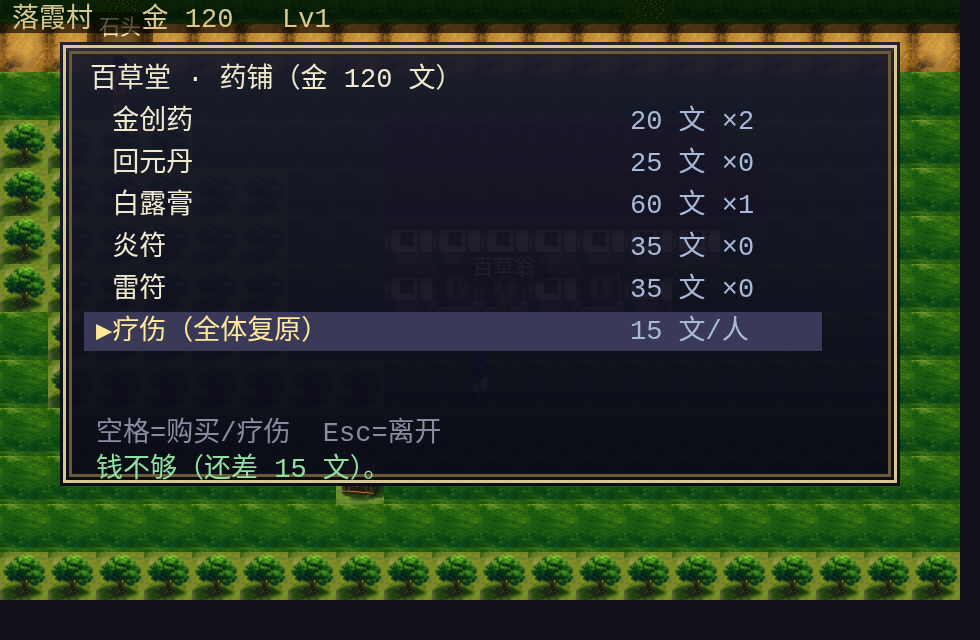 落霞村 石头 金 120 Lv1
百草堂 · 药铺（金 120 文）
金创药 20 文 ×2
回元丹 25 文 ×0
白露膏 60 文 ×1
炎符 35 文 ×0
百草翁
雷符 35 文 ×0
▶疗伤（全体复原） 15 文/人
空格=购买/疗伤 Esc=离开
钱不够（还差 15 文）。